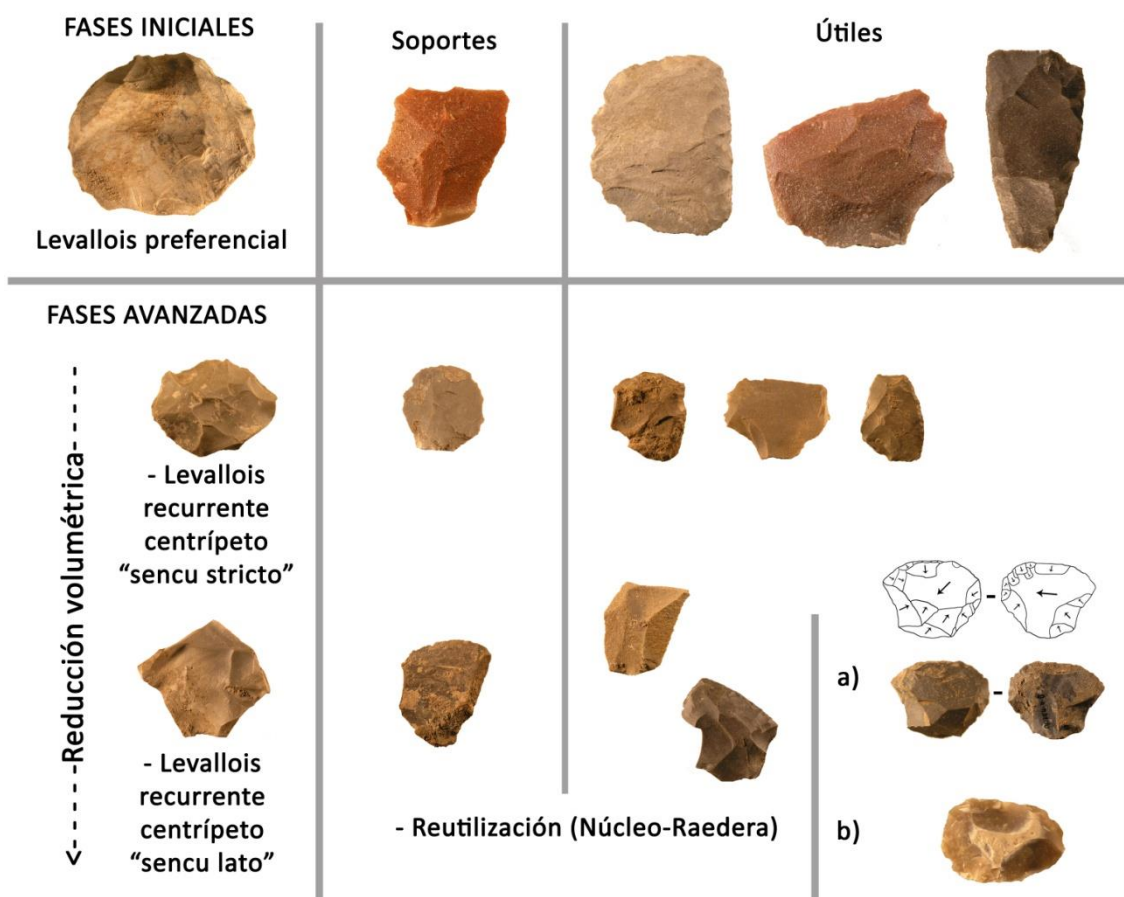 FASES INICIALES
Soportes
Útiles
Levallois preferencial
FASES AVANZADAS
Reducción volumétrica
- Levallois
recurrente
centrípeto
“sencu stricto”
- Levallois
recurrente
centrípeto
“sencu lato”
- Reutilización (Núcleo-Raedera)
a)
b)